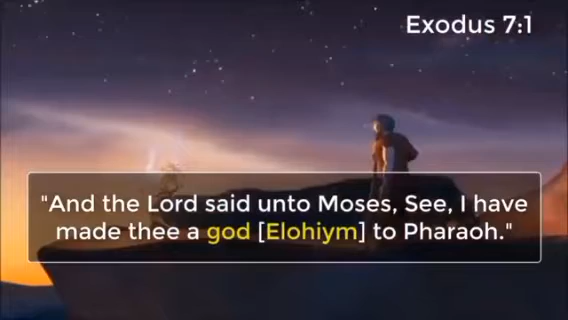 Exodus 7:1
"And the Lord said unto Moses, See, I have
made thee a god [Elohiym] to Pharaoh."